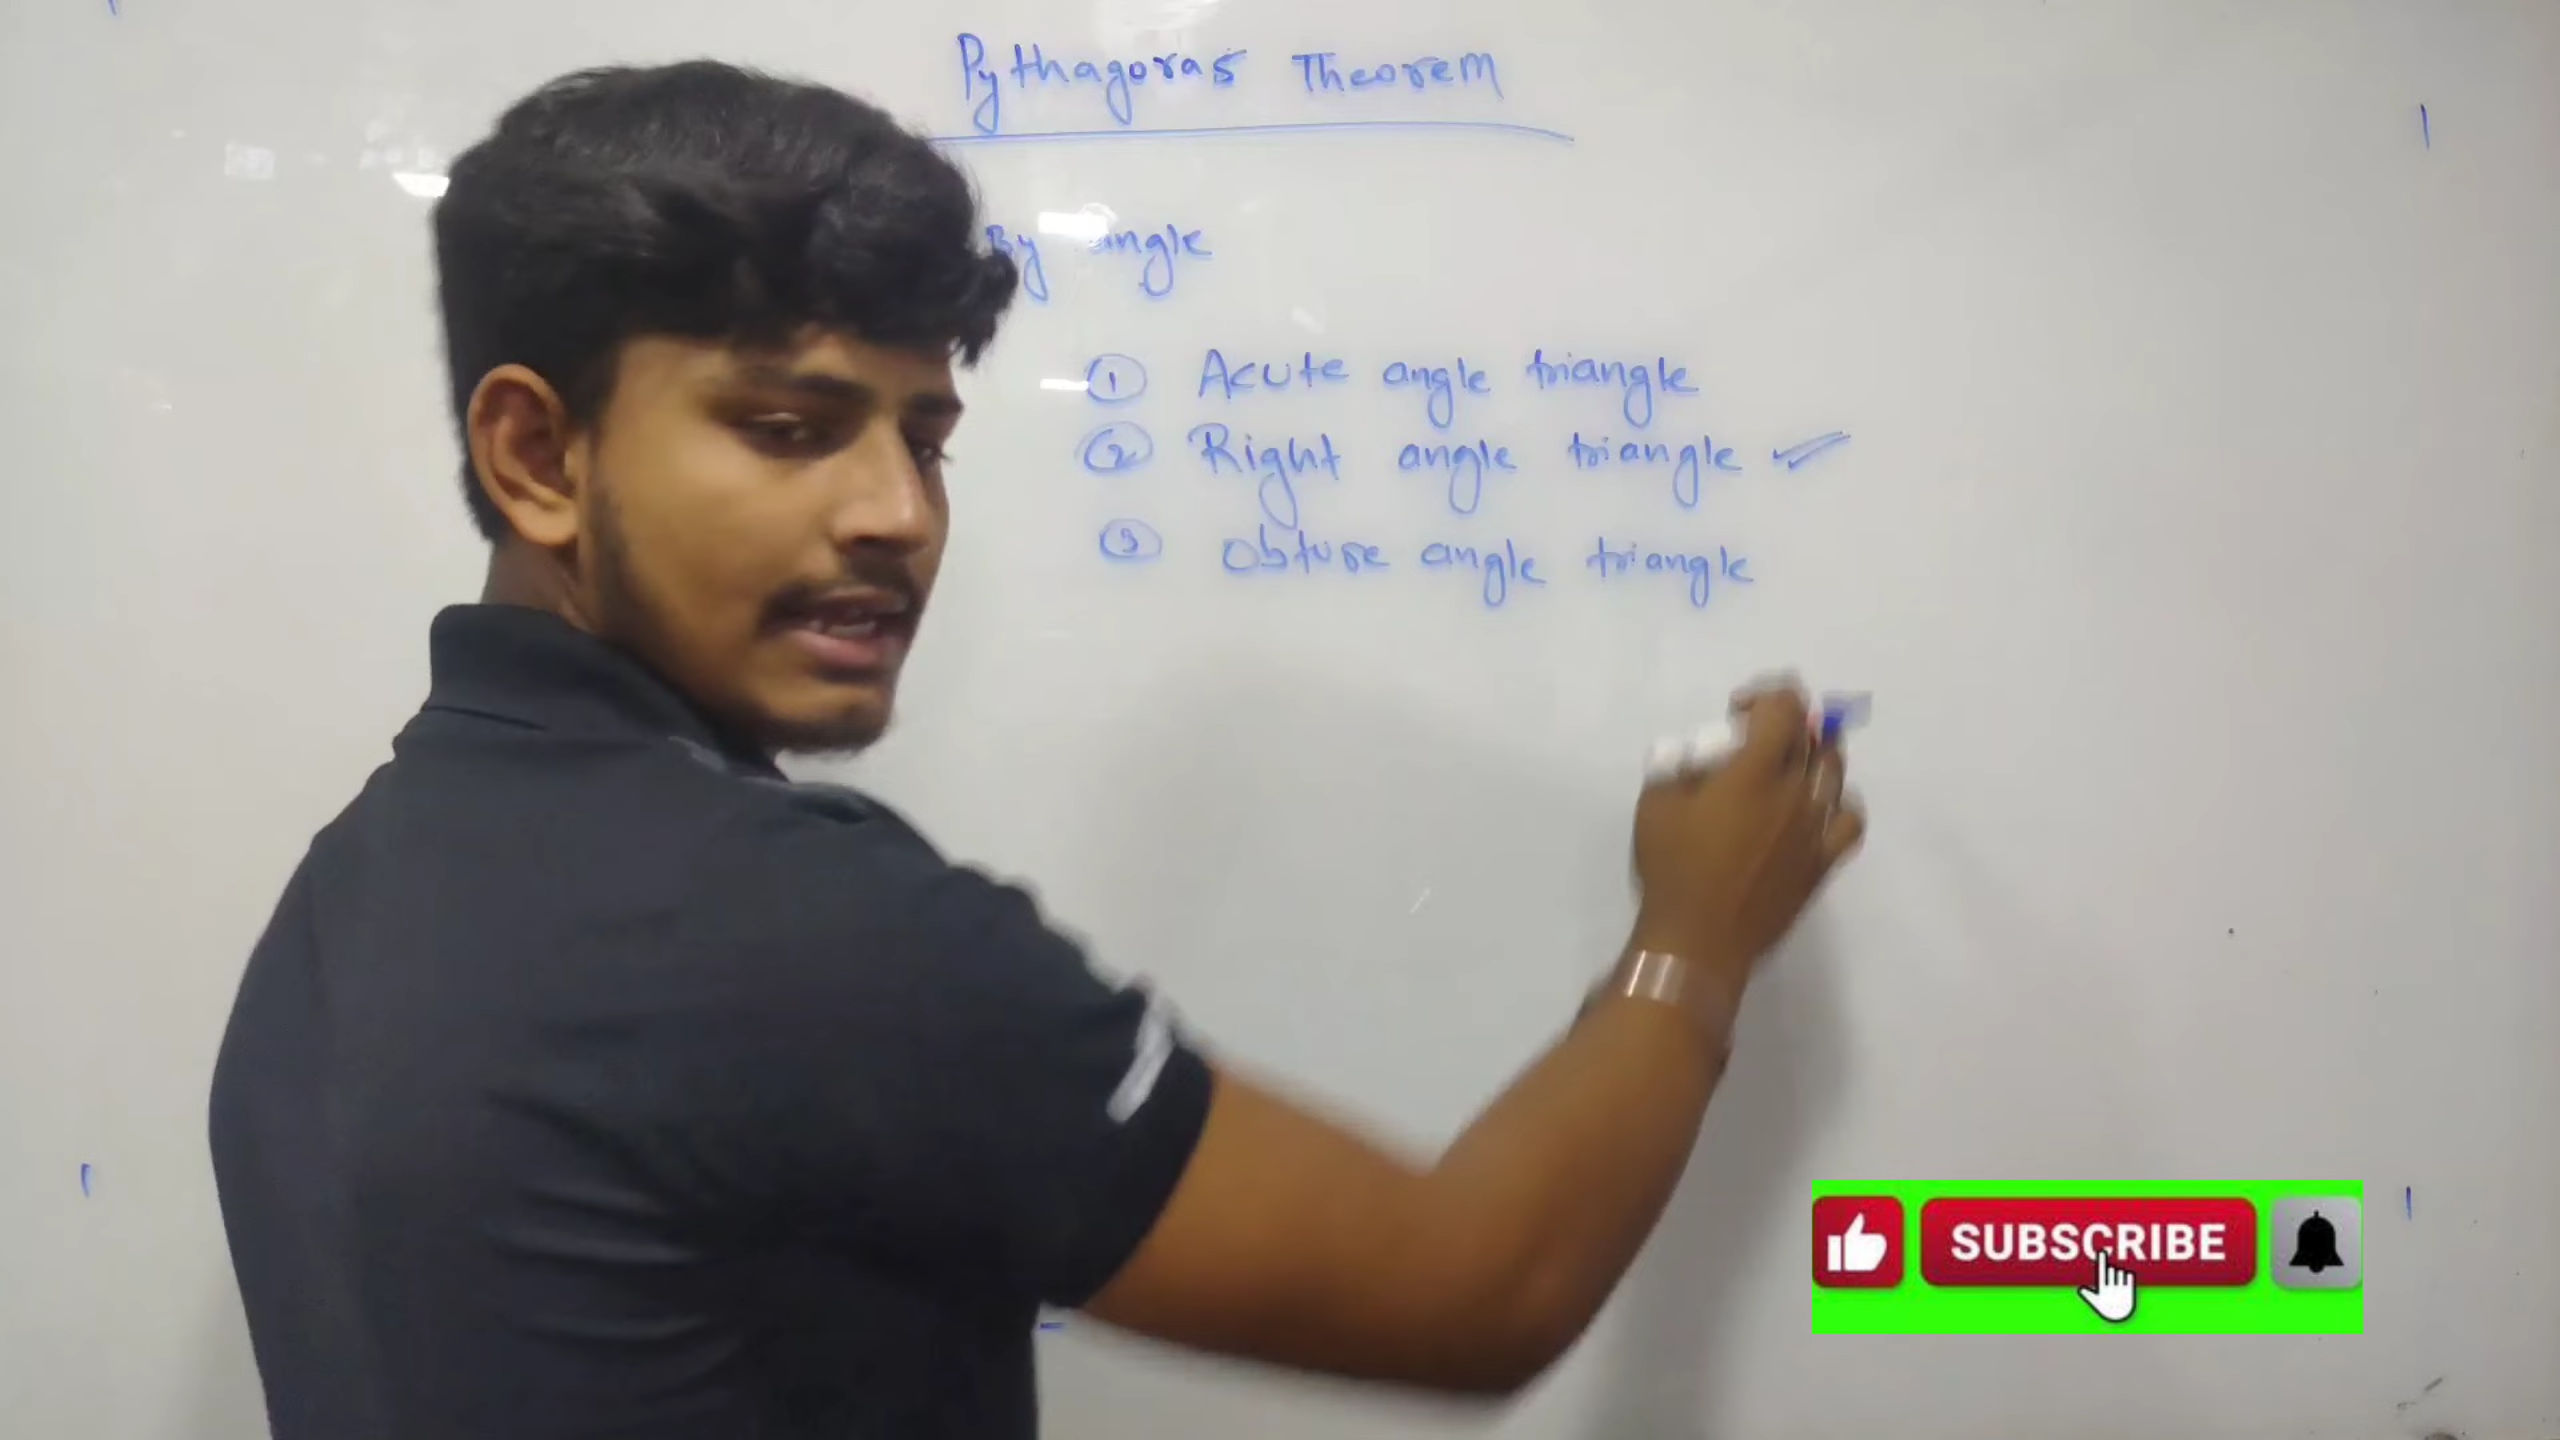 Pythagoras Theorem
By angle
① Acute angle triangle
② Right angle triangle ✓
③ Obtuse angle triangle
SUBSCRIBE